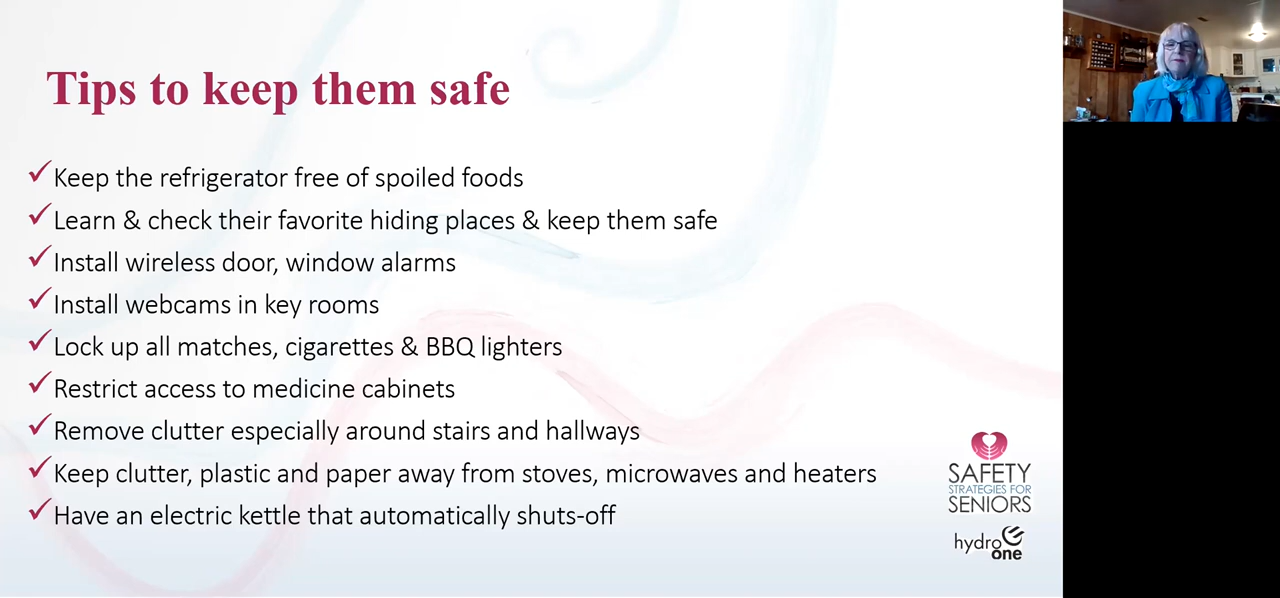 Tips to keep them safe
✓Keep the refrigerator free of spoiled foods
✓Learn & check their favorite hiding places & keep them safe
✓Install wireless door, window alarms
✓Install webcams in key rooms
✓Lock up all matches, cigarettes & BBQ lighters
✓Restrict access to medicine cabinets
✓Remove clutter especially around stairs and hallways
✓Keep clutter, plastic and paper away from stoves, microwaves and heaters
✓Have an electric kettle that automatically shuts-off
SAFETY
STRATEGIES FOR
SENIORS
hydro
one